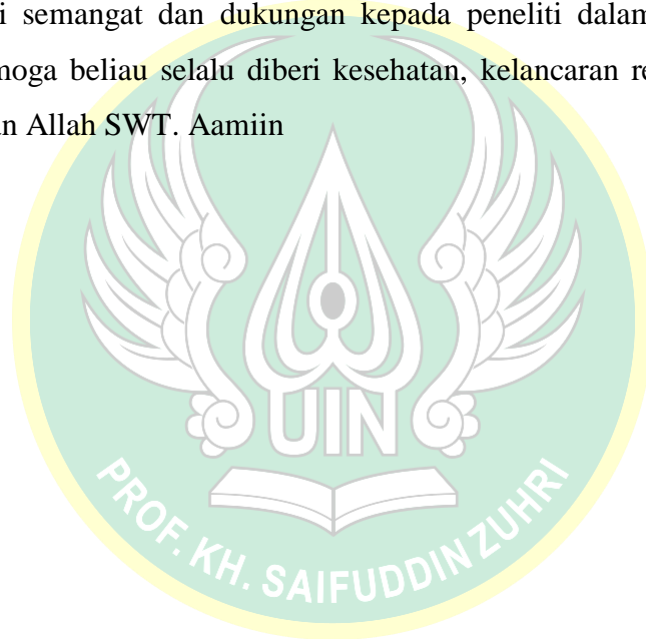 i semangat dan dukungan kepada peneliti dalam
noga beliau selalu diberi kesehatan, kelancaran re
an Allah SWT. Aamiin
UIN
PROF. KH. SAIFUDDIN ZUHRI